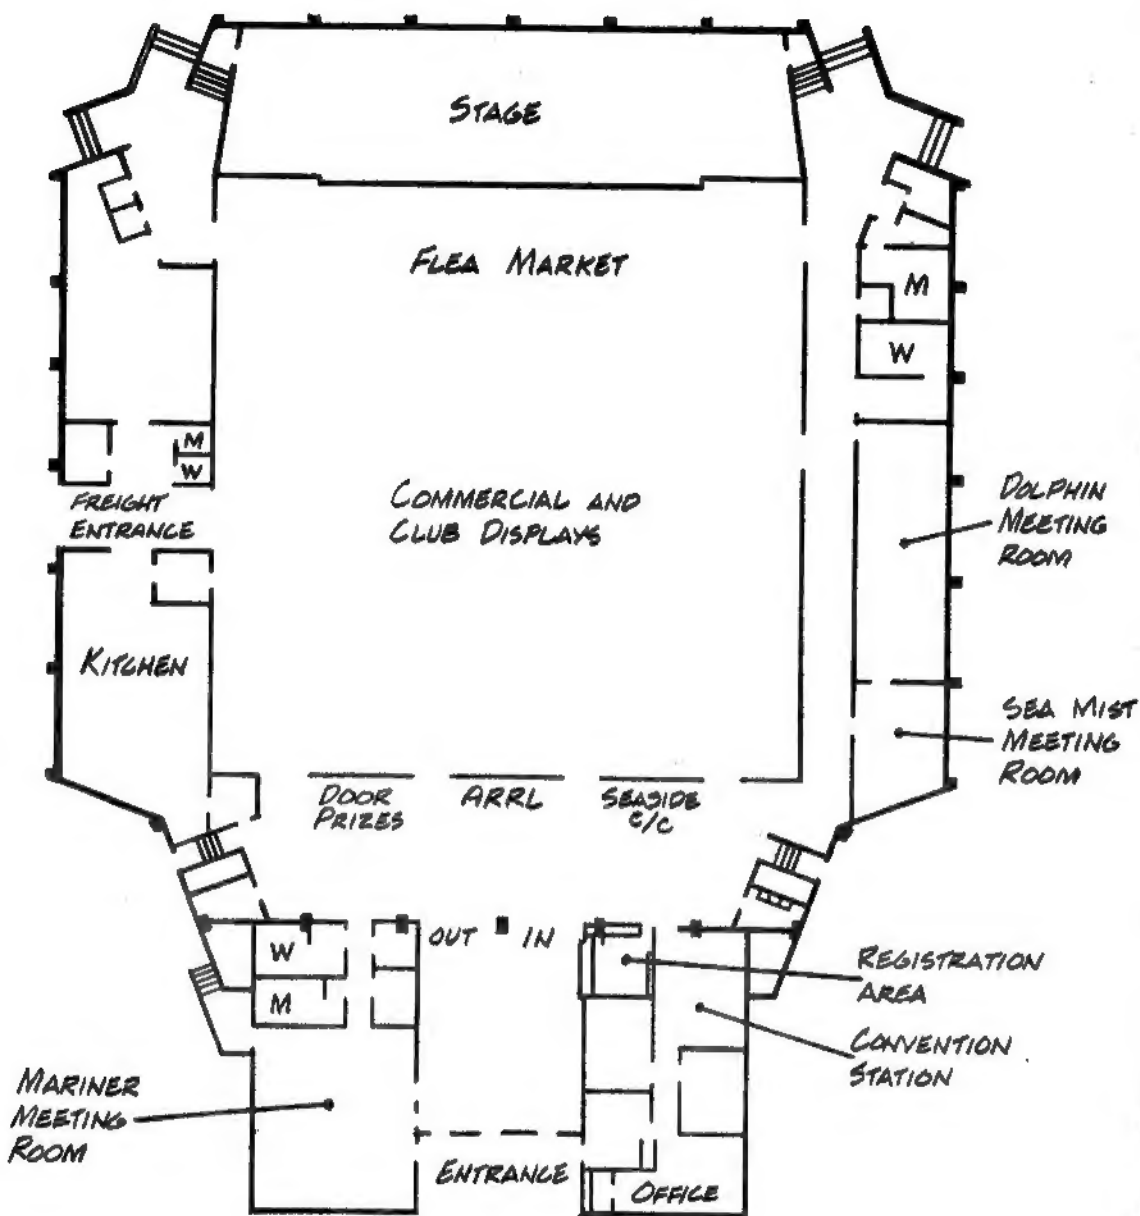 STAGE
FLEA MARKET
M
W
M
W
FREIGHT
ENTRANCE
COMMERCIAL AND
CLUB DISPLAYS
DOLPHIN
MEETING
ROOM
KITCHEN
SEA MIST
MEETING
ROOM
DOOR
PRIZES
ARRL
SEASIDE
C/C
OUT
IN
W
M
REGISTRATION
AREA
CONVENTION
STATION
MARINER
MEETING
ROOM
ENTRANCE
OFFICE